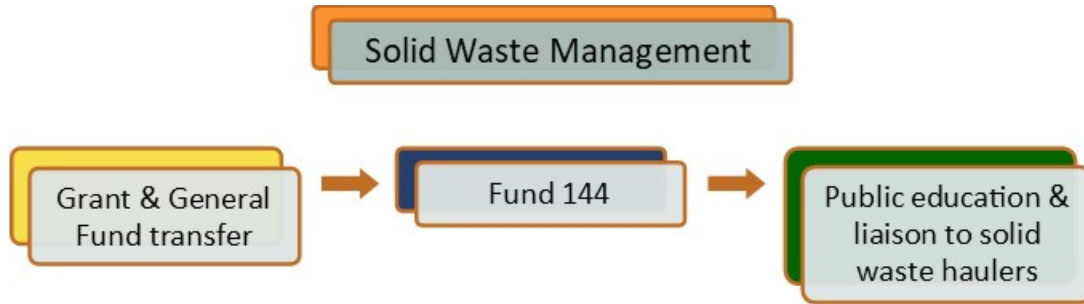 Solid Waste Management
Grant & General
Fund transfer
Fund 144
Public education &
liaison to solid
waste haulers